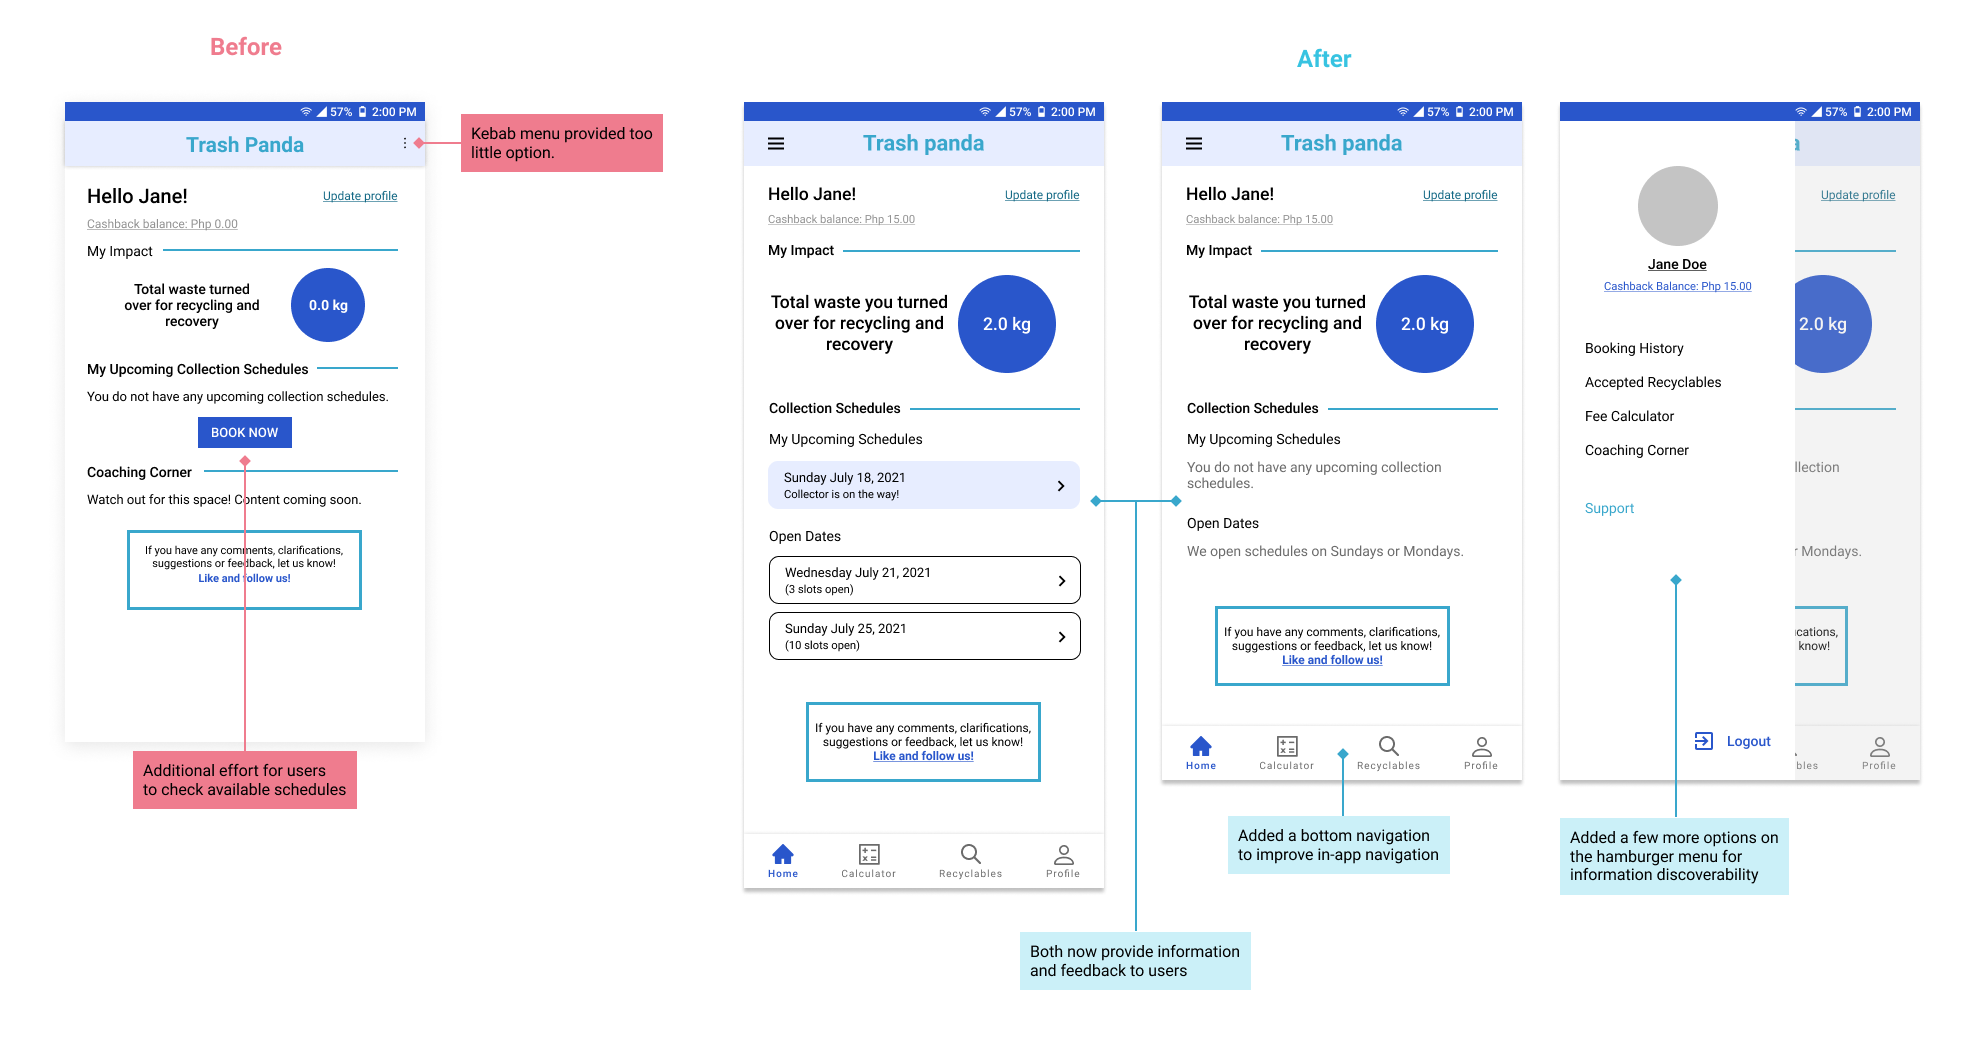 Before
57% 2:00 PM
Trash Panda
Kebab menu provided too
little option.
Hello Jane!
Update profile
Cashback balance: Php 0.00
My Impact
Total waste turned
over for recycling and
recovery
0.0 kg
My Upcoming Collection Schedules
You do not have any upcoming collection schedules.
BOOK NOW
Coaching Corner
Watch out for this space! Content coming soon.
If you have any comments, clarifications,
suggestions or feedback, let us know!
Like and follow us!
Additional effort for users
to check available schedules
After
57% 2:00 PM
Trash panda
Hello Jane!
Update profile
Cashback balance: Php 15.00
My Impact
Total waste you turned
over for recycling and
recovery
2.0 kg
Collection Schedules
My Upcoming Schedules
Sunday July 18, 2021
Collector is on the way!
Open Dates
Wednesday July 21, 2021
(3 slots open)
Sunday July 25, 2021
(10 slots open)
If you have any comments, clarifications,
suggestions or feedback, let us know!
Like and follow us!
Home Calculator Recyclables Profile
Both now provide information
and feedback to users
57% 2:00 PM
Trash panda
Hello Jane!
Update profile
Cashback balance: Php 15.00
My Impact
Total waste you turned
over for recycling and
recovery
2.0 kg
Collection Schedules
My Upcoming Schedules
You do not have any upcoming collection
schedules.
Open Dates
We open schedules on Sundays or Mondays.
If you have any comments, clarifications,
suggestions or feedback, let us know!
Like and follow us!
Home Calculator Recyclables Profile
Added a bottom navigation
to improve in-app navigation
57% 2:00 PM
a
Update profile
Jane Doe
Cashback Balance: Php 15.00
2.0 kg
Booking History
Accepted Recyclables
Fee Calculator
Coaching Corner
llection
Support
r Mondays.
ications,
know!
Logout
bles Profile
Added a few more options on
the hamburger menu for
information discoverability